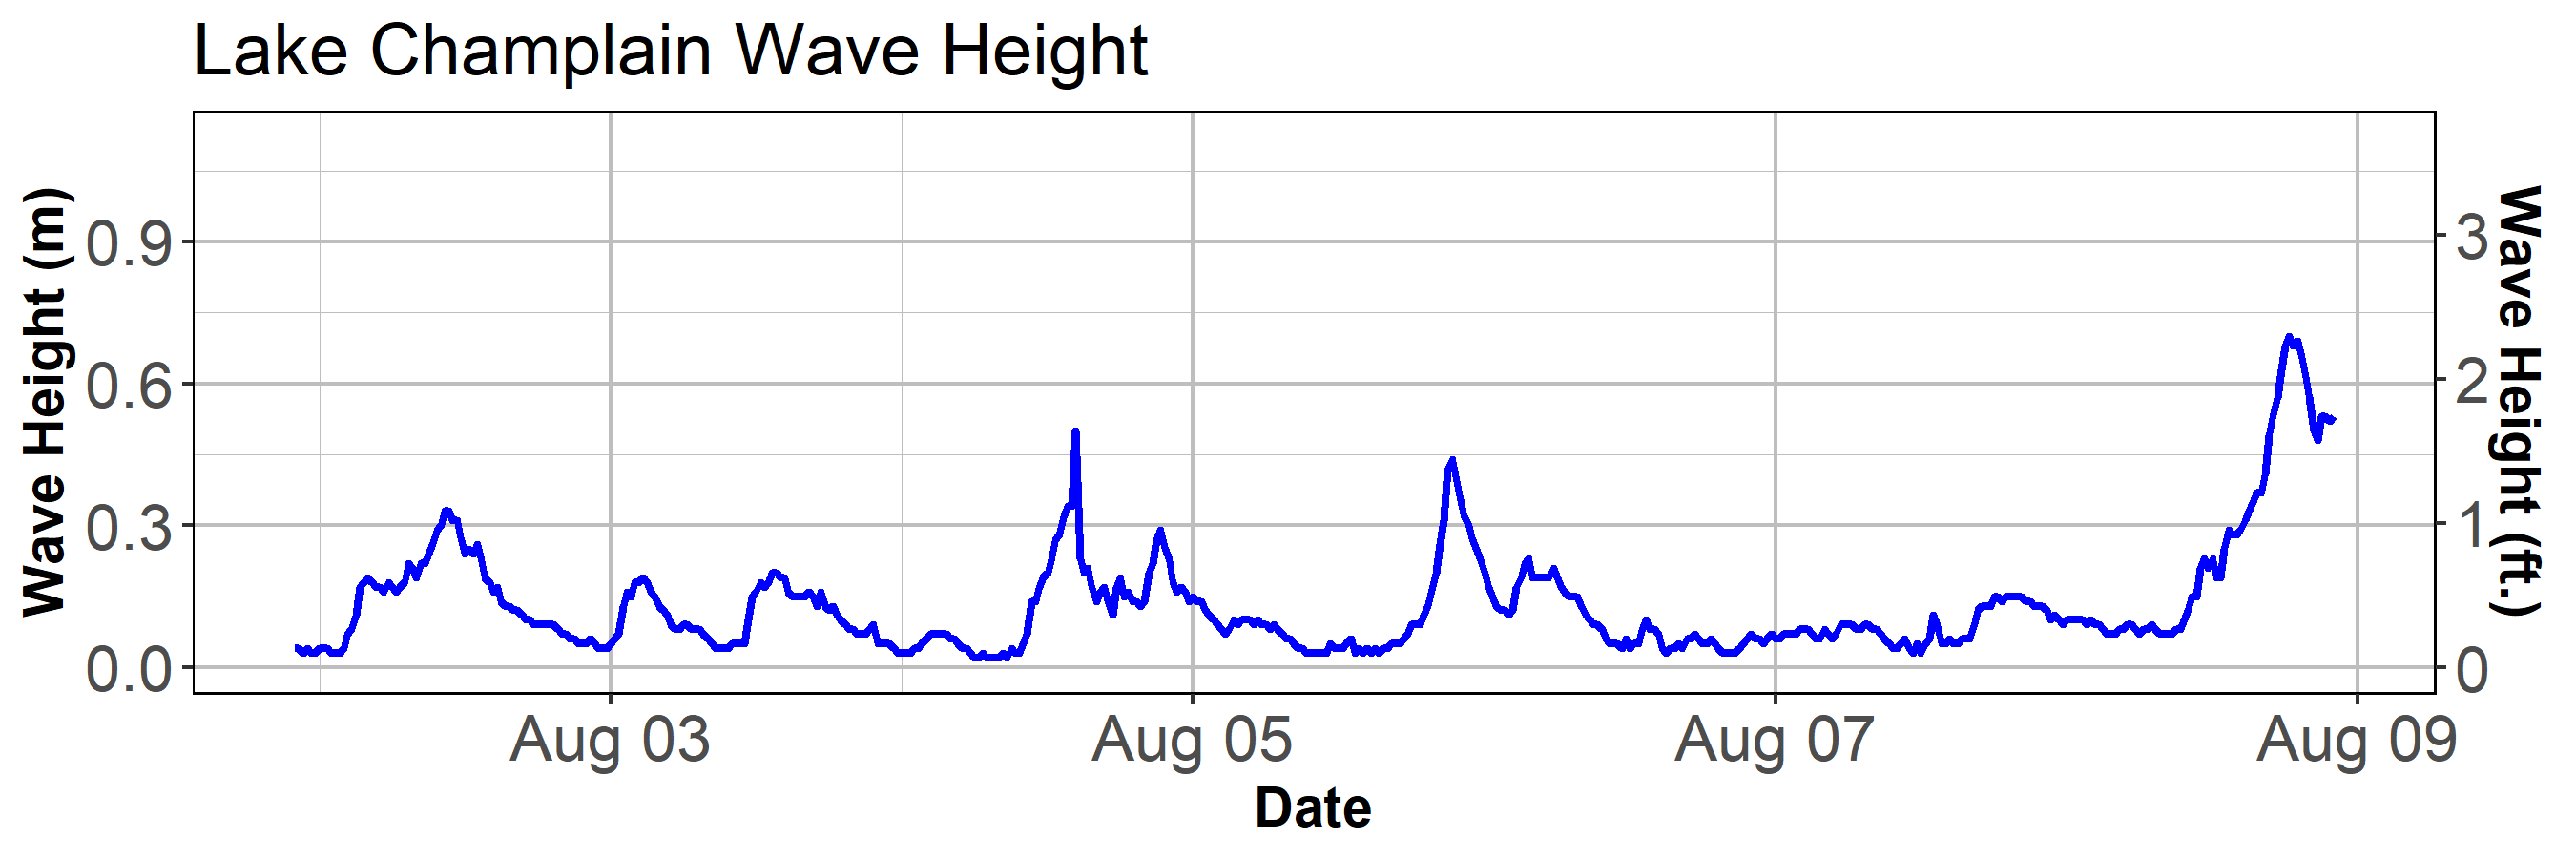 Lake Champlain Wave Height
Wave Height (m)
0.9
0.6
0.3
0.0
3
2
1
0
Wave Height (ft.)
Aug 03
Aug 05
Aug 07
Aug 09
Date